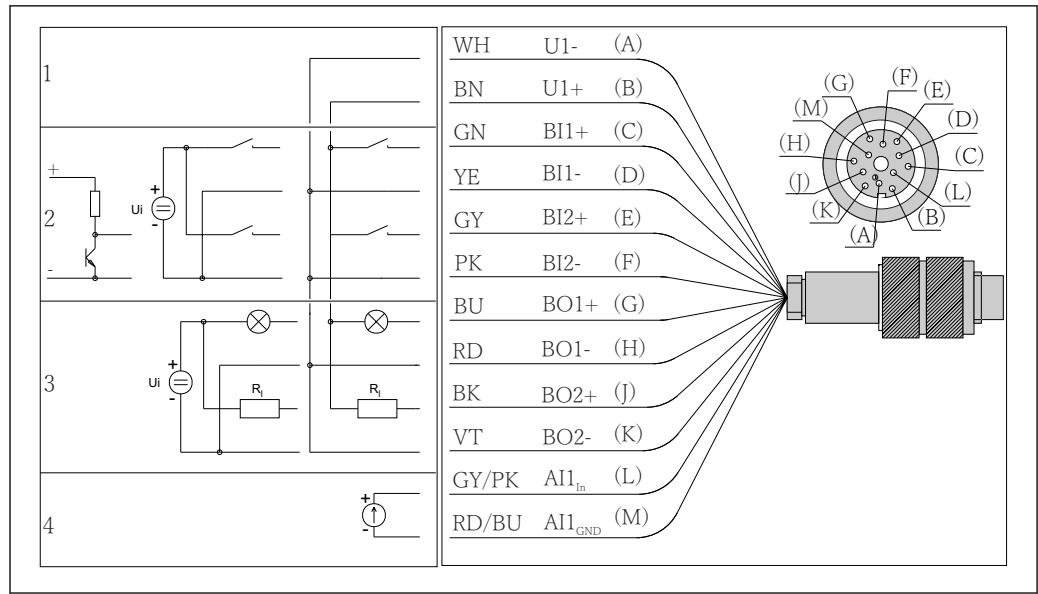 1
2
+
-
+
Ui
-
3
+
Ui
-
Rl
Rl
4
+
-
WH U1- (A)
BN U1+ (B)
GN BI1+ (C)
YE BI1- (D)
GY BI2+ (E)
PK BI2- (F)
BU BO1+ (G)
RD BO1- (H)
BK BO2+ (J)
VT BO2- (K)
GY/PK AI1In (L)
RD/BU AI1GND (M)
(F)
(G)
(E)
(M)
(D)
(H)
(C)
(J)
(L)
(K)
(B)
(A)